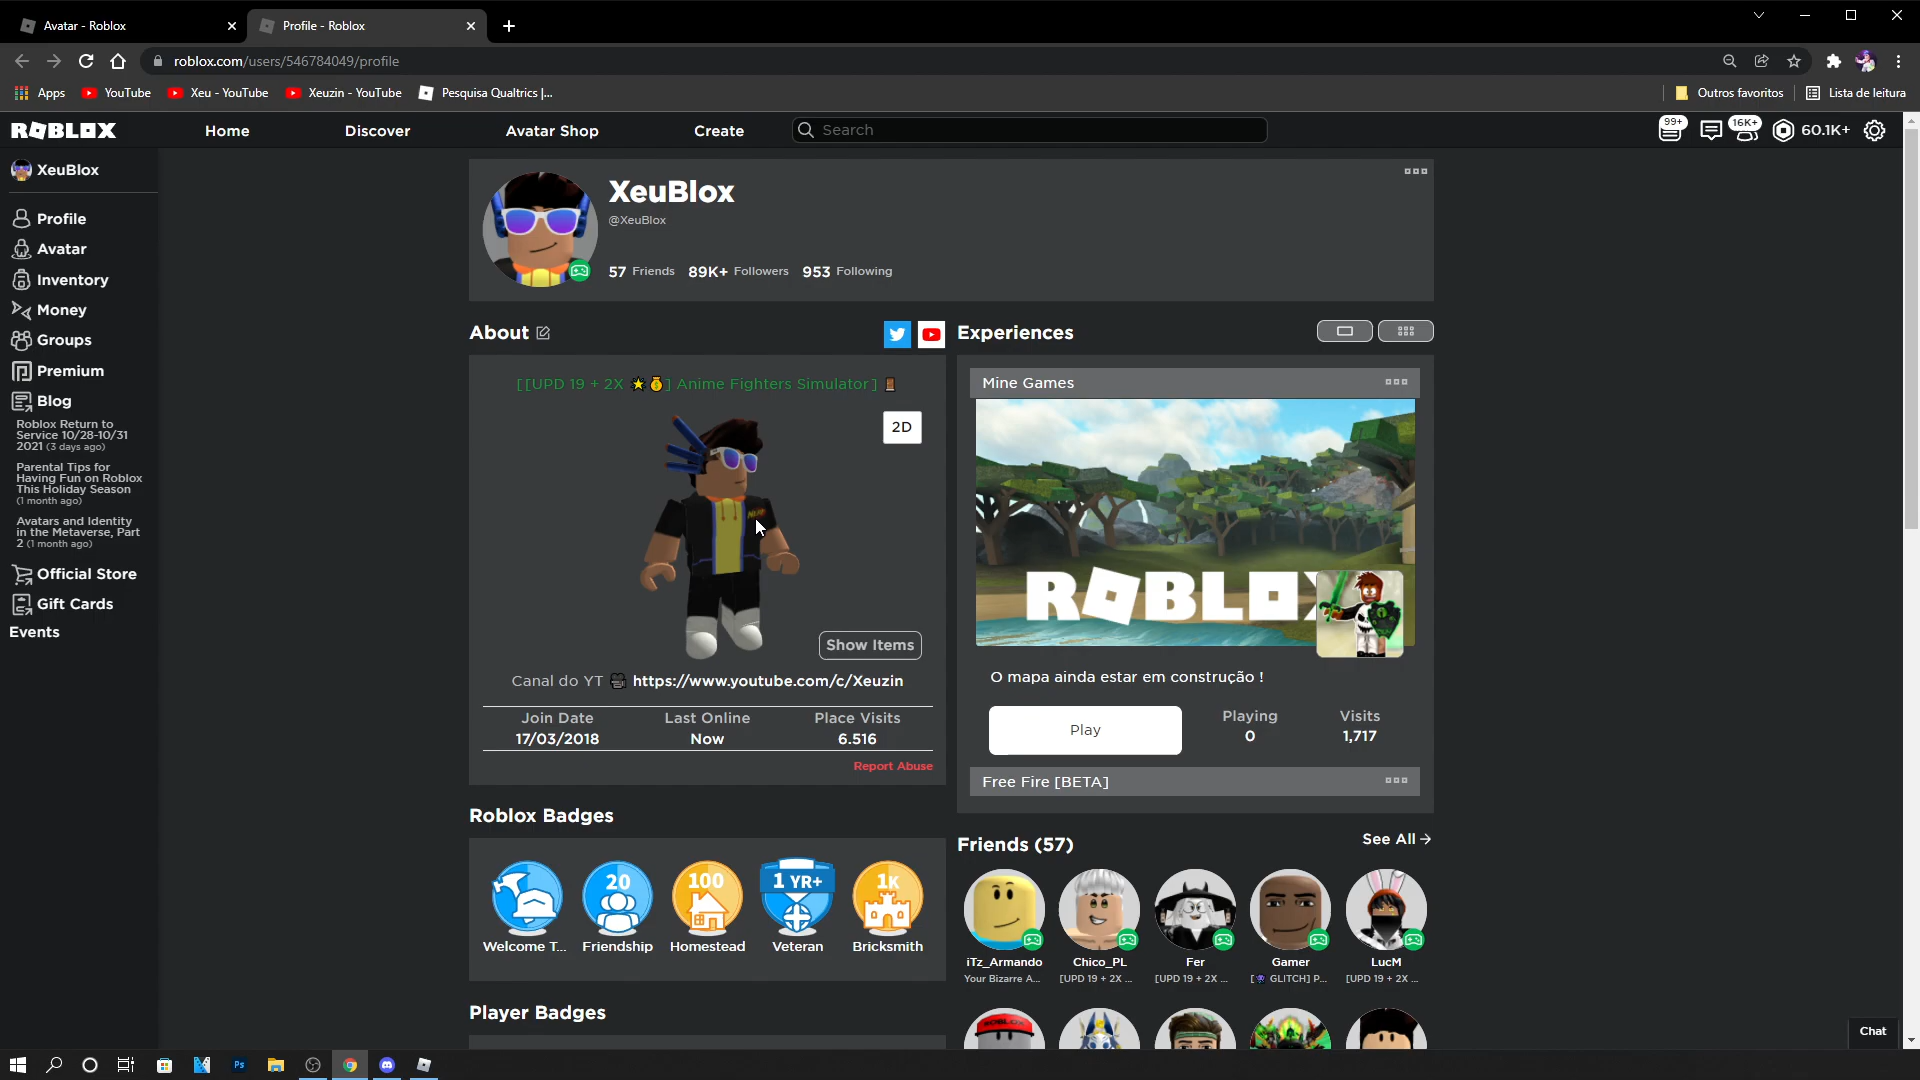 Avatar - Roblox
Profile - Roblox
roblox.com/users/546784049/profile
Apps
YouTube
Xeu - YouTube
Xeuzin - YouTube
Pesquisa Qualtrics |...
Outros favoritos
Lista de leitura
ROBLOX
Home
Discover
Avatar Shop
Create
Search
99+
16K+
60.1K+
XeuBlox
Profile
Avatar
Inventory
Money
Groups
Premium
Blog
Roblox Return to
Service 10/28-10/31
2021 (3 days ago)
Parental Tips for
Having Fun on Roblox
This Holiday Season
(1 month ago)
Avatars and Identity
in the Metaverse, Part
2 (1 month ago)
Official Store
Gift Cards
Events
XeuBlox
@XeuBlox
57 Friends 89K+ Followers 953 Following
About
[[UPD 19 + 2X ⭐💰] Anime Fighters Simulator] 🚪
2D
Show Items
Canal do YT 🎥 https://www.youtube.com/c/Xeuzin
Join Date
Last Online
Place Visits
17/03/2018
Now
6.516
Report Abuse
Roblox Badges
20
100
1 YR+
1K
Welcome T...
Friendship
Homestead
Veteran
Bricksmith
Player Badges
Experiences
Mine Games
ROBLOX
O mapa ainda estar em construção !
Play
Playing
0
Visits
1,717
Free Fire [BETA]
Friends (57)
See All
iTz_Armando
Chico_PL
Fer
Gamer
LucM
Your Bizarre A...
[UPD 19 + 2X ...
[UPD 19 + 2X ...
[👾 GLITCH] P...
[UPD 19 + 2X ...
ROBLOX
Chat
Ps